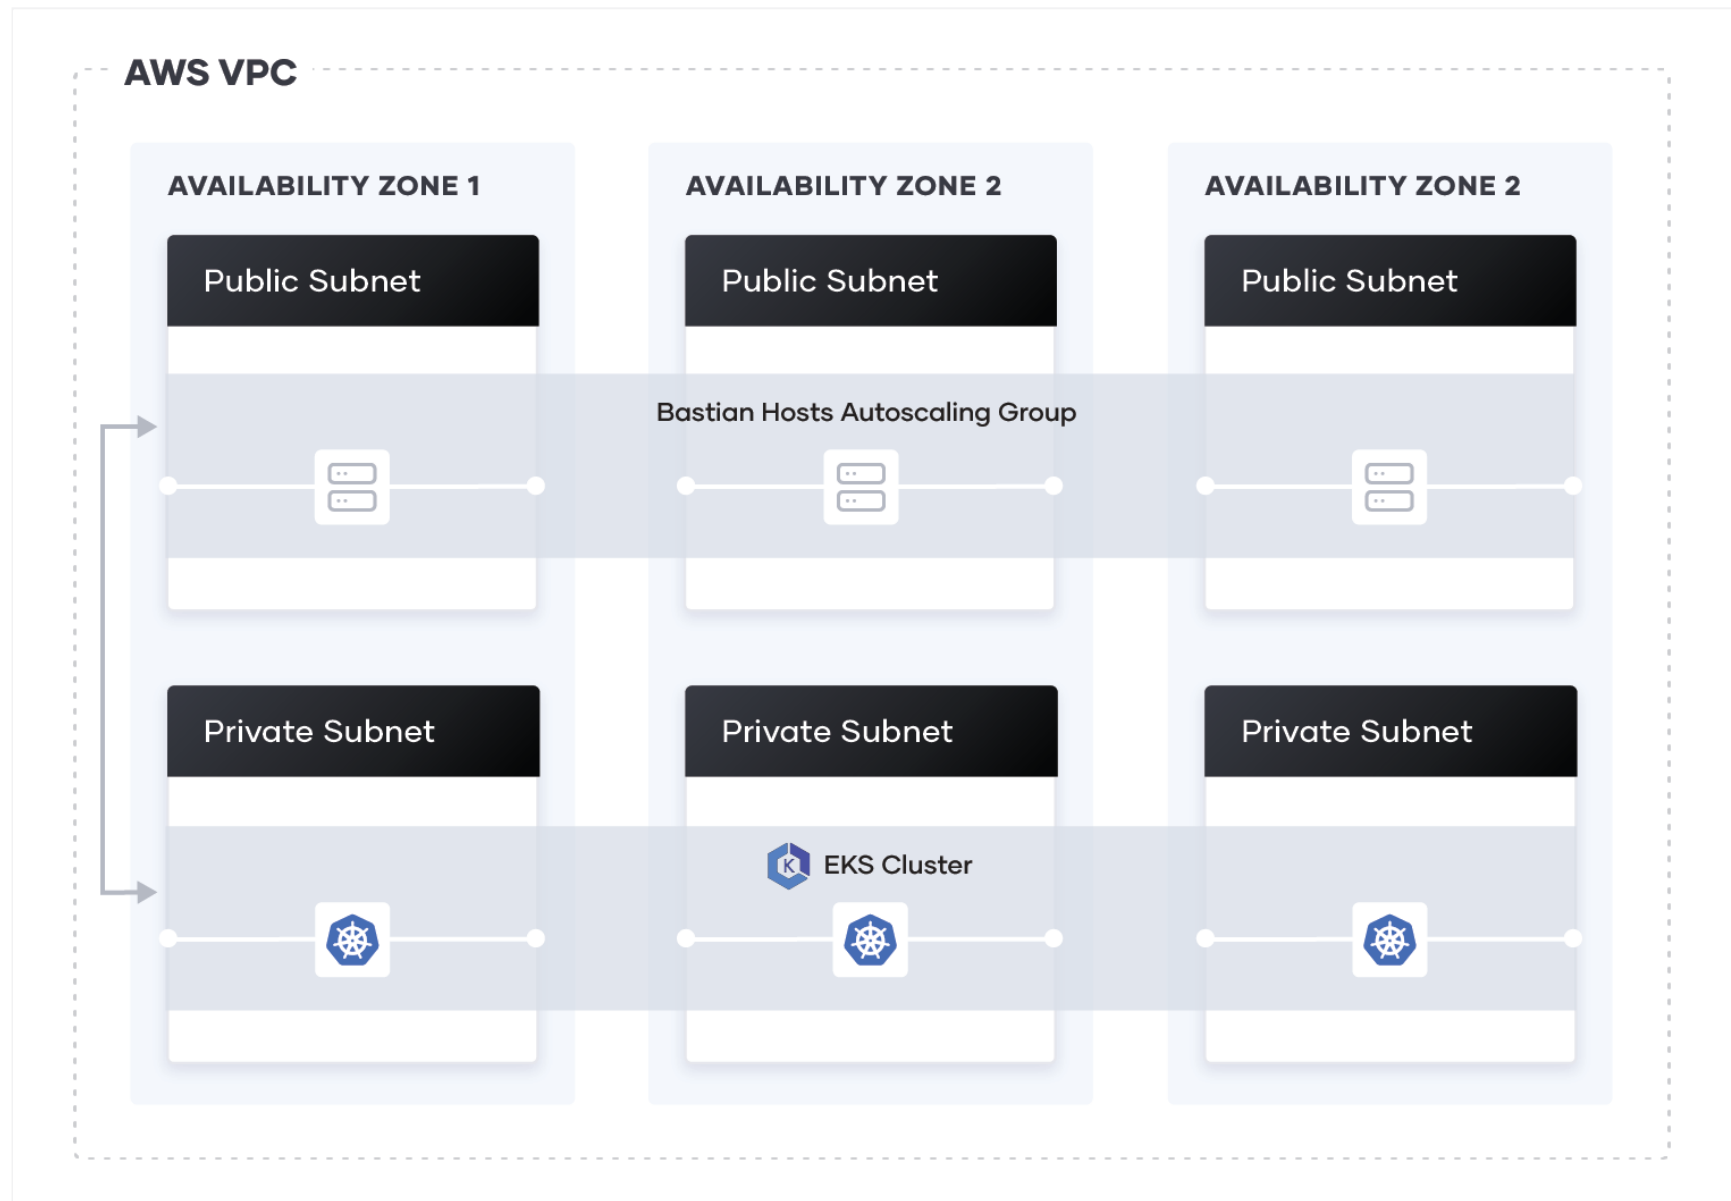 AWS VPC
AVAILABILITY ZONE 1
AVAILABILITY ZONE 2
AVAILABILITY ZONE 2
Public Subnet
Public Subnet
Public Subnet
Bastian Hosts Autoscaling Group
Private Subnet
Private Subnet
Private Subnet
K EKS Cluster